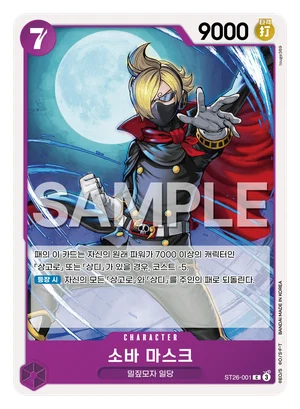 7
9000
타격
打
SAMPLE
패의 이 카드는 자신의 원래 파워가 7000 이상의 캐릭터인
「상고로」 또는 「상디」가 있을 경우, 코스트 -5.
등장 시 자신의 모든 「상고로」와 「상디」를 주인의 패로 되돌린다.
CHARACTER
소바 마스크
밀짚모자 일당
ST26-001 C 3